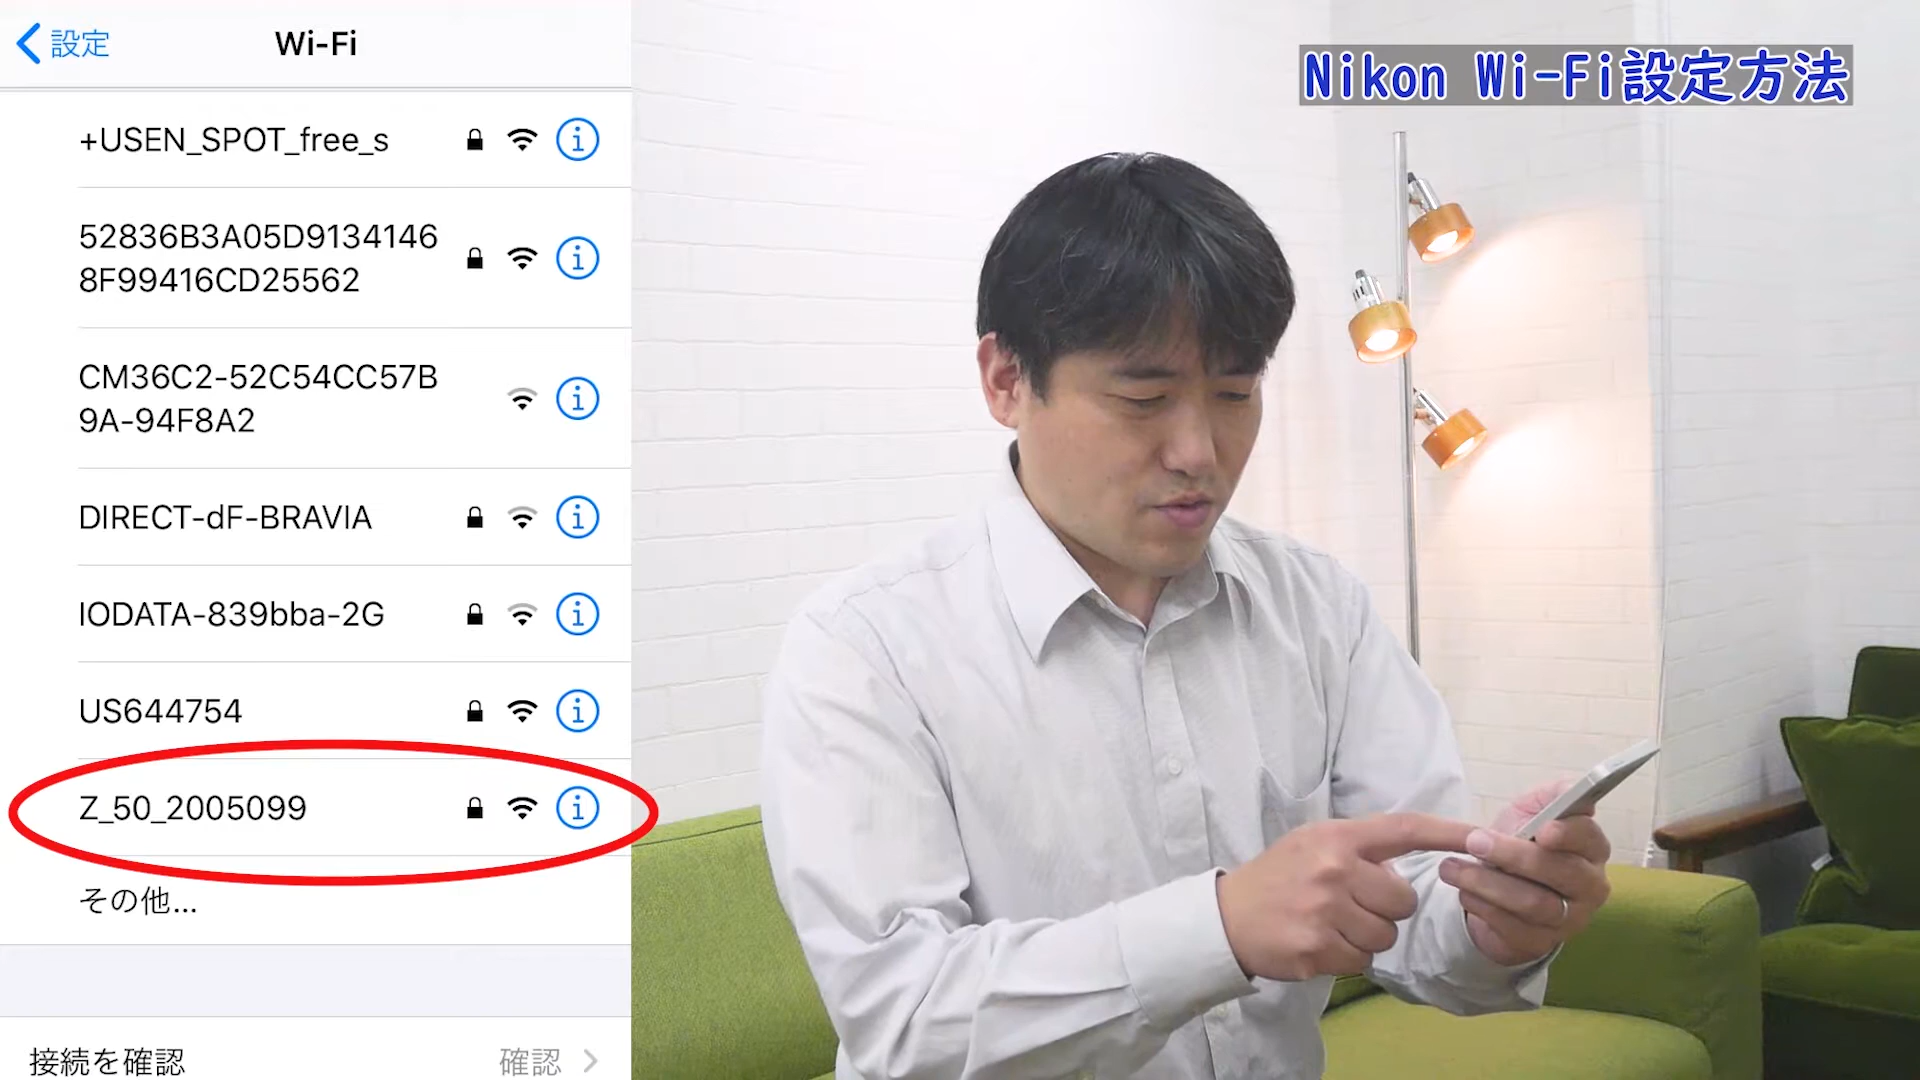 設定
Wi-Fi
+USEN_SPOT_free_s
52836B3A05D9134146
8F99416CD25562
CM36C2-52C54CC57B
9A-94F8A2
DIRECT-dF-BRAVIA
IODATA-839bba-2G
US644754
Z_50_2005099
その他...
接続を確認
確認
Nikon Wi-Fi設定方法